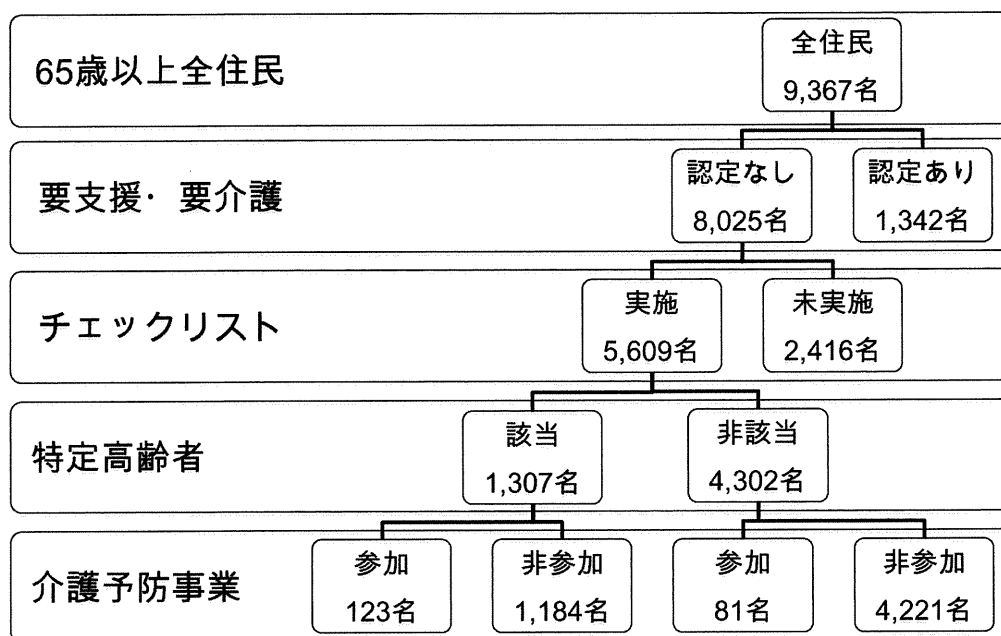 65歳以上全住民
全住民
9,367名
要支援・要介護
認定なし
8,025名
認定あり
1,342名
チェックリスト
実施
5,609名
未実施
2,416名
特定高齢者
該当
1,307名
非該当
4,302名
介護予防事業
参加
123名
非参加
1,184名
参加
81名
非参加
4,221名